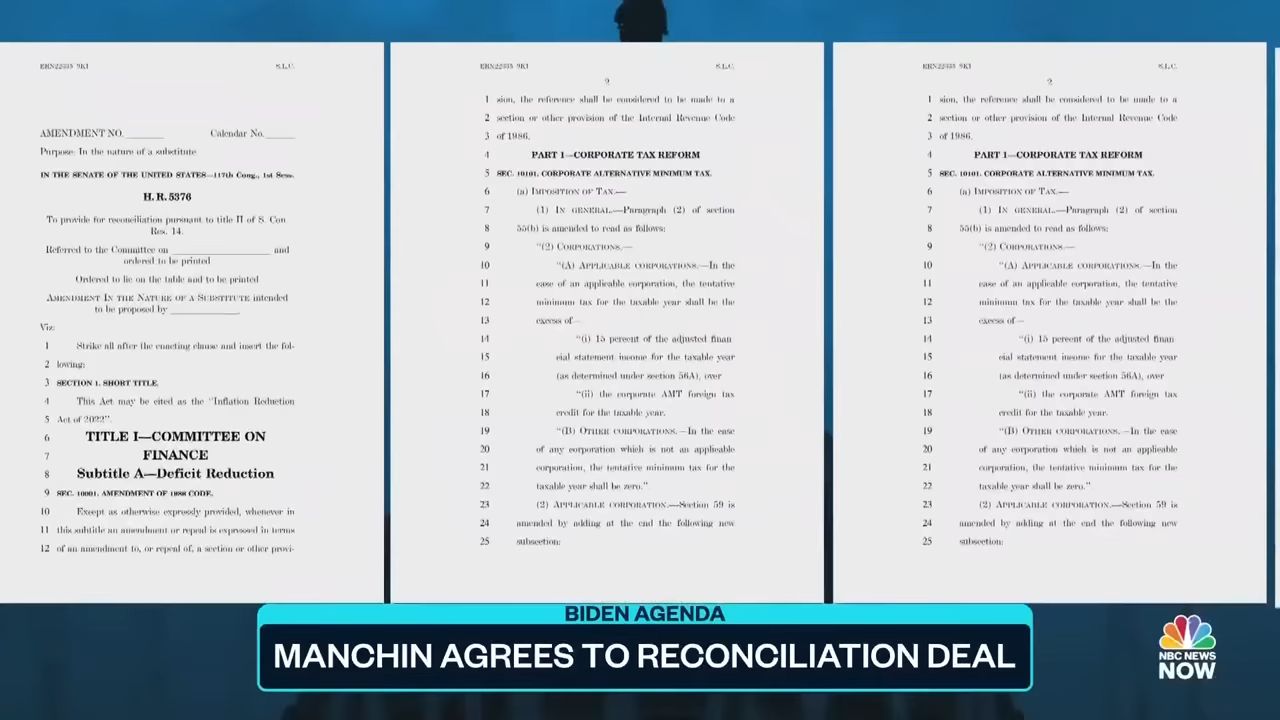 ERN22335 9K1 S.L.C.
AMENDMENT NO. ________ Calendar No. ______
Purpose: In the nature of a substitute
IN THE SENATE OF THE UNITED STATES—117th Cong., 1st Sess.
H. R. 5376
To provide for reconciliation pursuant to title II of S. Con
Res. 14.
Referred to the Committee on ____________________ and
ordered to be printed
Ordered to lie on the table and to be printed
AMENDMENT IN THE NATURE OF A SUBSTITUTE intended
to be proposed by ______________
Viz:
1 Strike all after the enacting clause and insert the fol-
2 lowing:
3 SECTION 1. SHORT TITLE.
4 This Act may be cited as the "Inflation Reduction
5 Act of 2022".
6 TITLE I—COMMITTEE ON
7 FINANCE
8 Subtitle A—Deficit Reduction
9 SEC. 10001. AMENDMENT OF 1986 CODE.
10 Except as otherwise expressly provided, whenever in
11 this subtitle an amendment or repeal is expressed in terms
12 of an amendment to, or repeal of, a section or other provi-
ERN22335 9K1 S.L.C.
2
1 sion, the reference shall be considered to be made to a
2 section or other provision of the Internal Revenue Code
3 of 1986.
4 PART 1—CORPORATE TAX REFORM
5 SEC. 10101. CORPORATE ALTERNATIVE MINIMUM TAX.
6 (a) IMPOSITION OF TAX.—
7 (1) IN GENERAL.—Paragraph (2) of section
8 55(b) is amended to read as follows:
9 "(2) CORPORATIONS.—
10 "(A) APPLICABLE CORPORATIONS.—In the
11 case of an applicable corporation, the tentative
12 minimum tax for the taxable year shall be the
13 excess of—
14 "(i) 15 percent of the adjusted finan
15 cial statement income for the taxable year
16 (as determined under section 56A), over
17 "(ii) the corporate AMT foreign tax
18 credit for the taxable year.
19 "(B) OTHER CORPORATIONS.—In the case
20 of any corporation which is not an applicable
21 corporation, the tentative minimum tax for the
22 taxable year shall be zero."
23 (2) APPLICABLE CORPORATION.—Section 59 is
24 amended by adding at the end the following new
25 subsection:
ERN22335 9K1 S.L.C.
2
1 sion, the reference shall be considered to be made to a
2 section or other provision of the Internal Revenue Code
3 of 1986.
4 PART 1—CORPORATE TAX REFORM
5 SEC. 10101. CORPORATE ALTERNATIVE MINIMUM TAX.
6 (a) IMPOSITION OF TAX.—
7 (1) IN GENERAL.—Paragraph (2) of section
8 55(b) is amended to read as follows:
9 "(2) CORPORATIONS.—
10 "(A) APPLICABLE CORPORATIONS.—In the
11 case of an applicable corporation, the tentative
12 minimum tax for the taxable year shall be the
13 excess of—
14 "(i) 15 percent of the adjusted finan
15 cial statement income for the taxable year
16 (as determined under section 56A), over
17 "(ii) the corporate AMT foreign tax
18 credit for the taxable year.
19 "(B) OTHER CORPORATIONS.—In the case
20 of any corporation which is not an applicable
21 corporation, the tentative minimum tax for the
22 taxable year shall be zero."
23 (2) APPLICABLE CORPORATION.—Section 59 is
24 amended by adding at the end the following new
25 subsection:
BIDEN AGENDA
MANCHIN AGREES TO RECONCILIATION DEAL
NBC NEWS
NOW